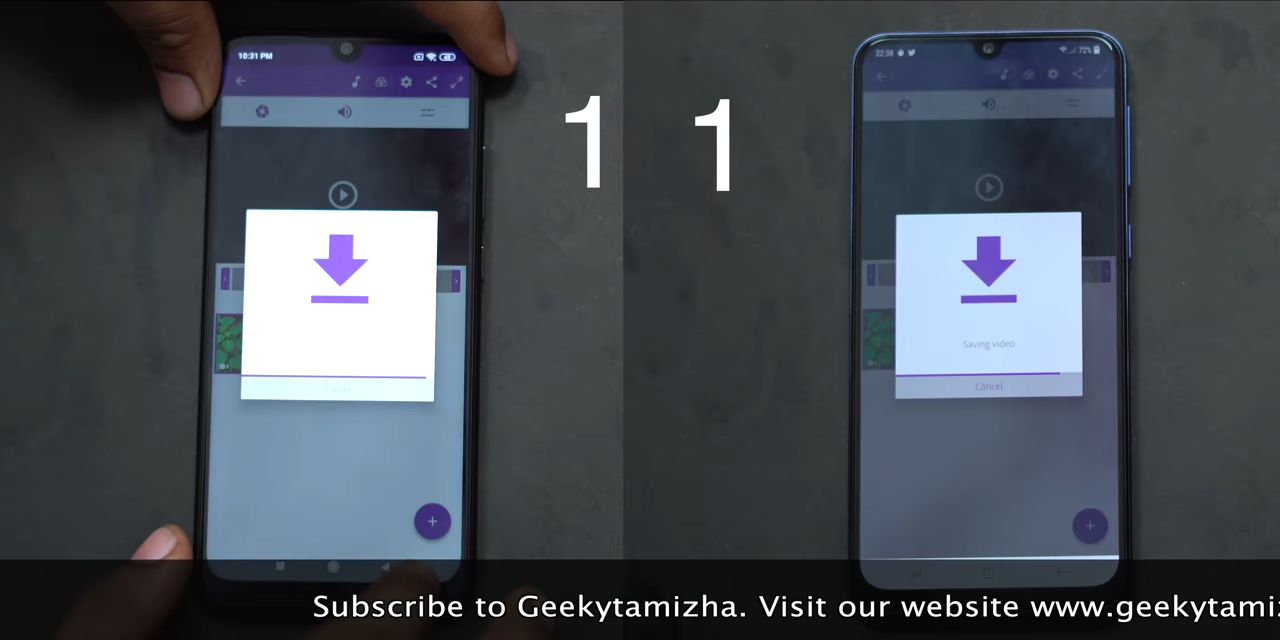 10:31 PM
22:38
72%
1
1
Saving video
Cancel
Subscribe to Geekytamizha. Visit our website www.geekytami